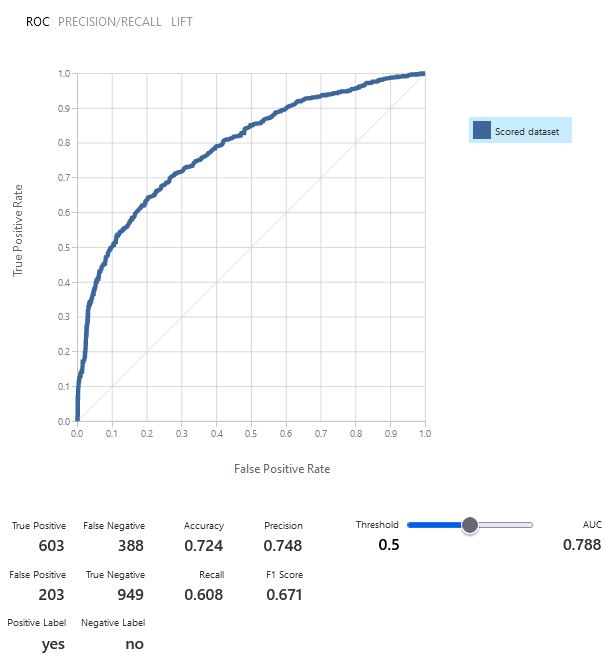 ROC PRECISION/RECALL LIFT
1.0
0.9
0.8
0.7
0.6
0.5
0.4
0.3
0.2
0.1
0.0
True Positive Rate
0.0 0.1 0.2 0.3 0.4 0.5 0.6 0.7 0.8 0.9 1.0
False Positive Rate
Scored dataset
True Positive False Negative Accuracy Precision Threshold AUC
603 388 0.724 0.748 0.5 0.788
False Positive True Negative Recall F1 Score
203 949 0.608 0.671
Positive Label Negative Label
yes no